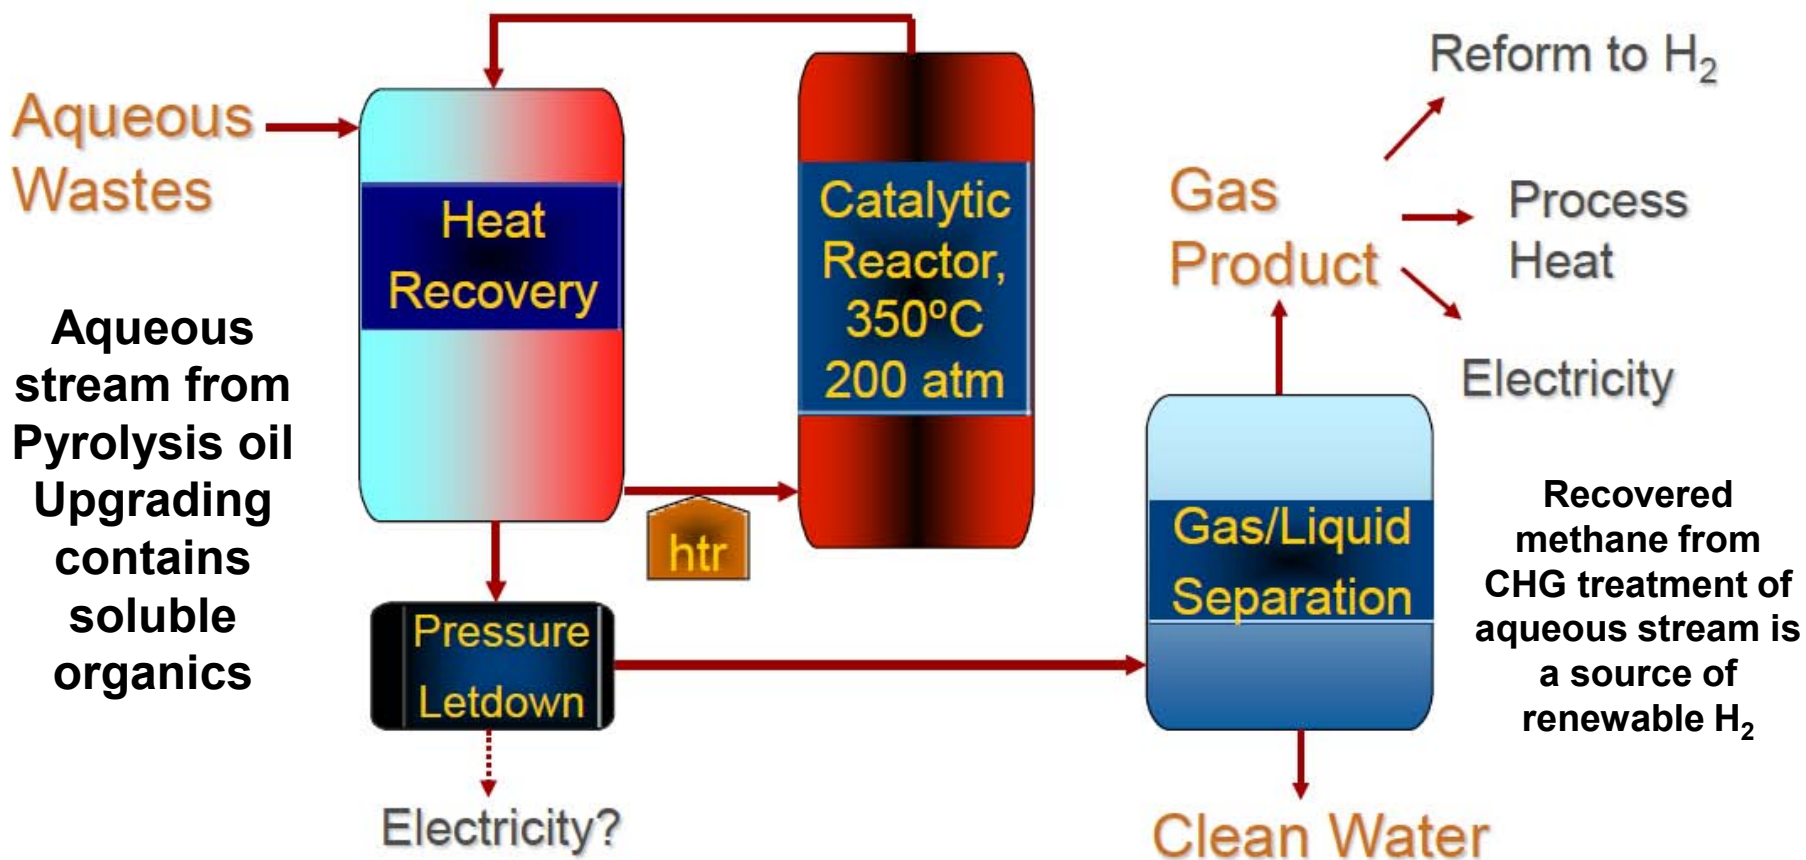 Aqueous
Wastes
Aqueous
stream from
Pyrolysis oil
Upgrading
contains
soluble
organics
Heat
Recovery
htr
Catalytic
Reactor,
350ºC
200 atm
Pressure
Letdown
Electricity?
Gas
Product
Reform to H₂
Process
Heat
Electricity
Gas/Liquid
Separation
Clean Water
Recovered
methane from
CHG treatment of
aqueous stream is
a source of
renewable H₂